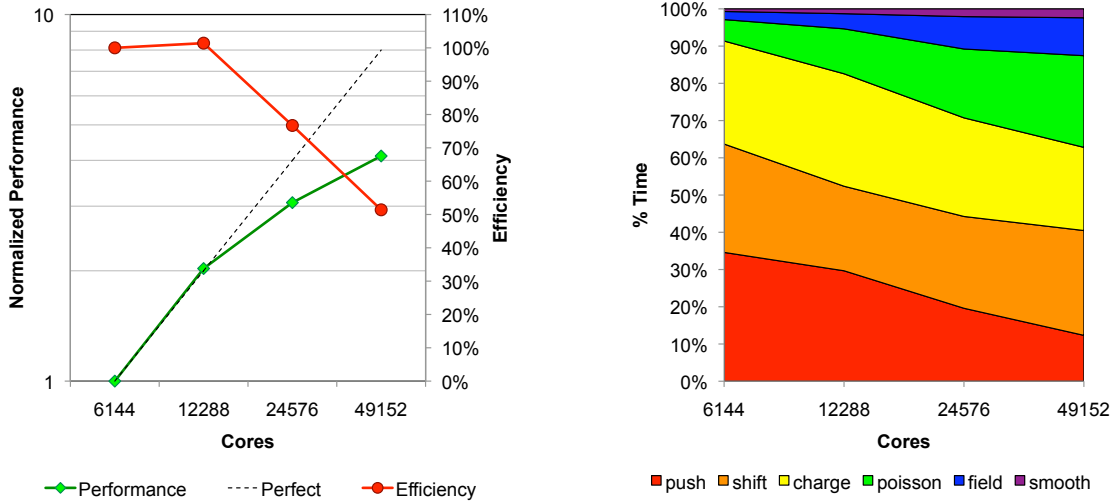 10
1
Normalized Performance
110%
100%
90%
80%
70%
60%
50%
40%
30%
20%
10%
0%
Efficiency
6144 12288 24576 49152
Cores
Performance Perfect Efficiency
100%
90%
80%
70%
60%
50%
40%
30%
20%
10%
0%
% Time
6144 12288 24576 49152
Cores
push shift charge poisson field smooth